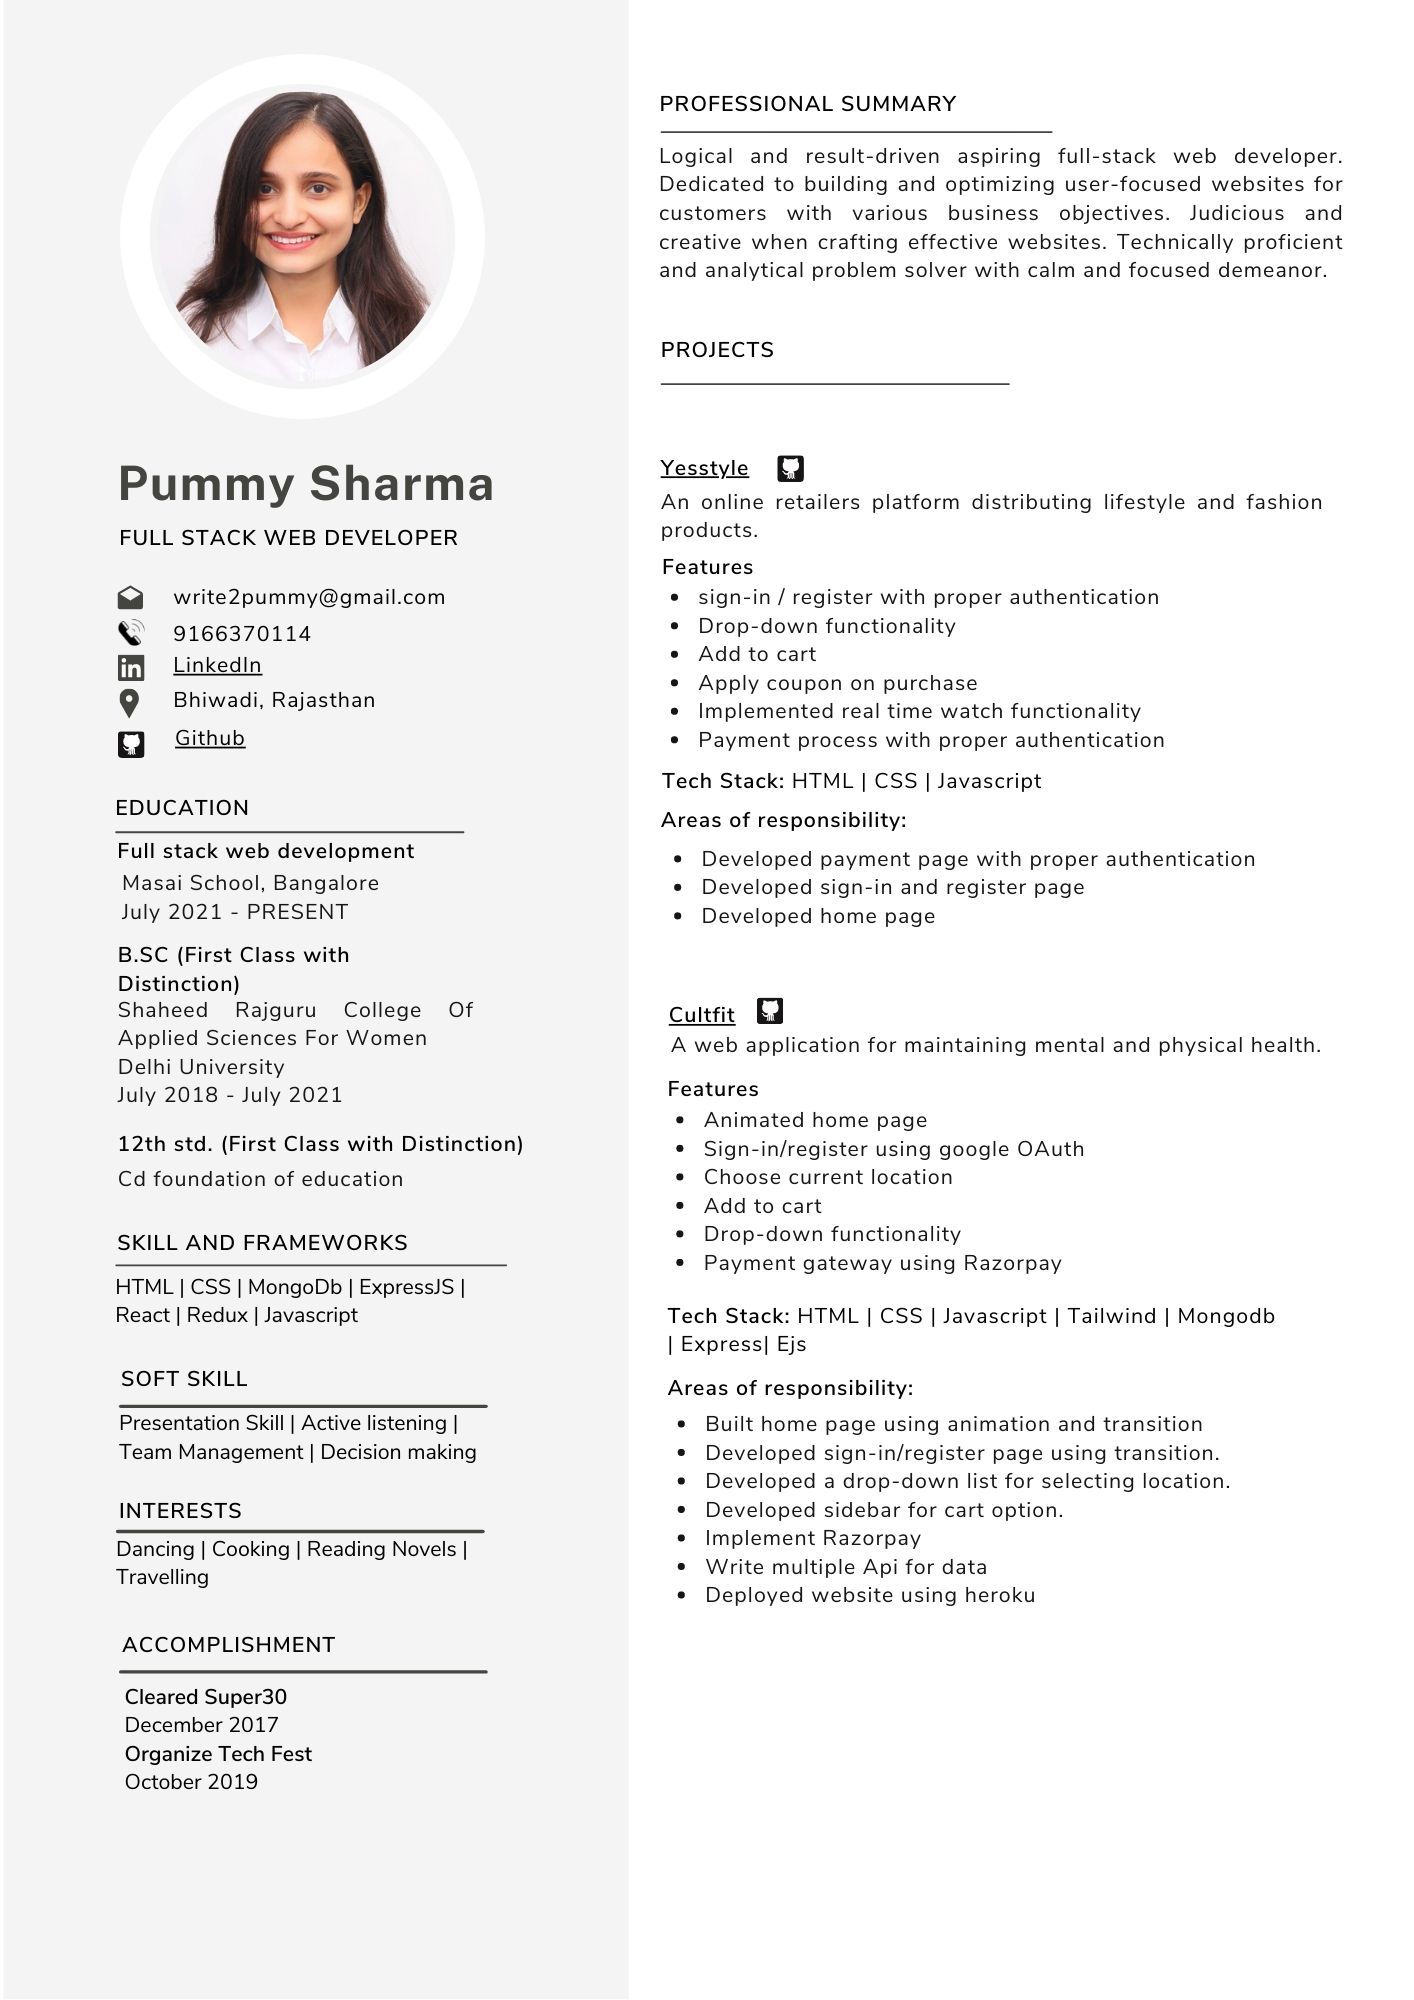 Pummy Sharma
FULL STACK WEB DEVELOPER
write2pummy@gmail.com
9166370114
LinkedIn
Bhiwadi, Rajasthan
Github
EDUCATION
Full stack web development
Masai School, Bangalore
July 2021 - PRESENT
B.SC (First Class with
Distinction)
Shaheed Rajguru College Of
Applied Sciences For Women
Delhi University
July 2018 - July 2021
12th std. (First Class with Distinction)
Cd foundation of education
SKILL AND FRAMEWORKS
HTML | CSS | MongoDb | ExpressJS |
React | Redux | Javascript
SOFT SKILL
Presentation Skill | Active listening |
Team Management | Decision making
INTERESTS
Dancing | Cooking | Reading Novels |
Travelling
ACCOMPLISHMENT
Cleared Super30
December 2017
Organize Tech Fest
October 2019
PROFESSIONAL SUMMARY
Logical and result-driven aspiring full-stack web developer.
Dedicated to building and optimizing user-focused websites for
customers with various business objectives. Judicious and
creative when crafting effective websites. Technically proficient
and analytical problem solver with calm and focused demeanor.
PROJECTS
Yesstyle
An online retailers platform distributing lifestyle and fashion
products.
Features
• sign-in / register with proper authentication
• Drop-down functionality
• Add to cart
• Apply coupon on purchase
• Implemented real time watch functionality
• Payment process with proper authentication
Tech Stack: HTML | CSS | Javascript
Areas of responsibility:
• Developed payment page with proper authentication
• Developed sign-in and register page
• Developed home page
Cultfit
A web application for maintaining mental and physical health.
Features
• Animated home page
• Sign-in/register using google OAuth
• Choose current location
• Add to cart
• Drop-down functionality
• Payment gateway using Razorpay
Tech Stack: HTML | CSS | Javascript | Tailwind | Mongodb
| Express| Ejs
Areas of responsibility:
• Built home page using animation and transition
• Developed sign-in/register page using transition.
• Developed a drop-down list for selecting location.
• Developed sidebar for cart option.
• Implement Razorpay
• Write multiple Api for data
• Deployed website using heroku